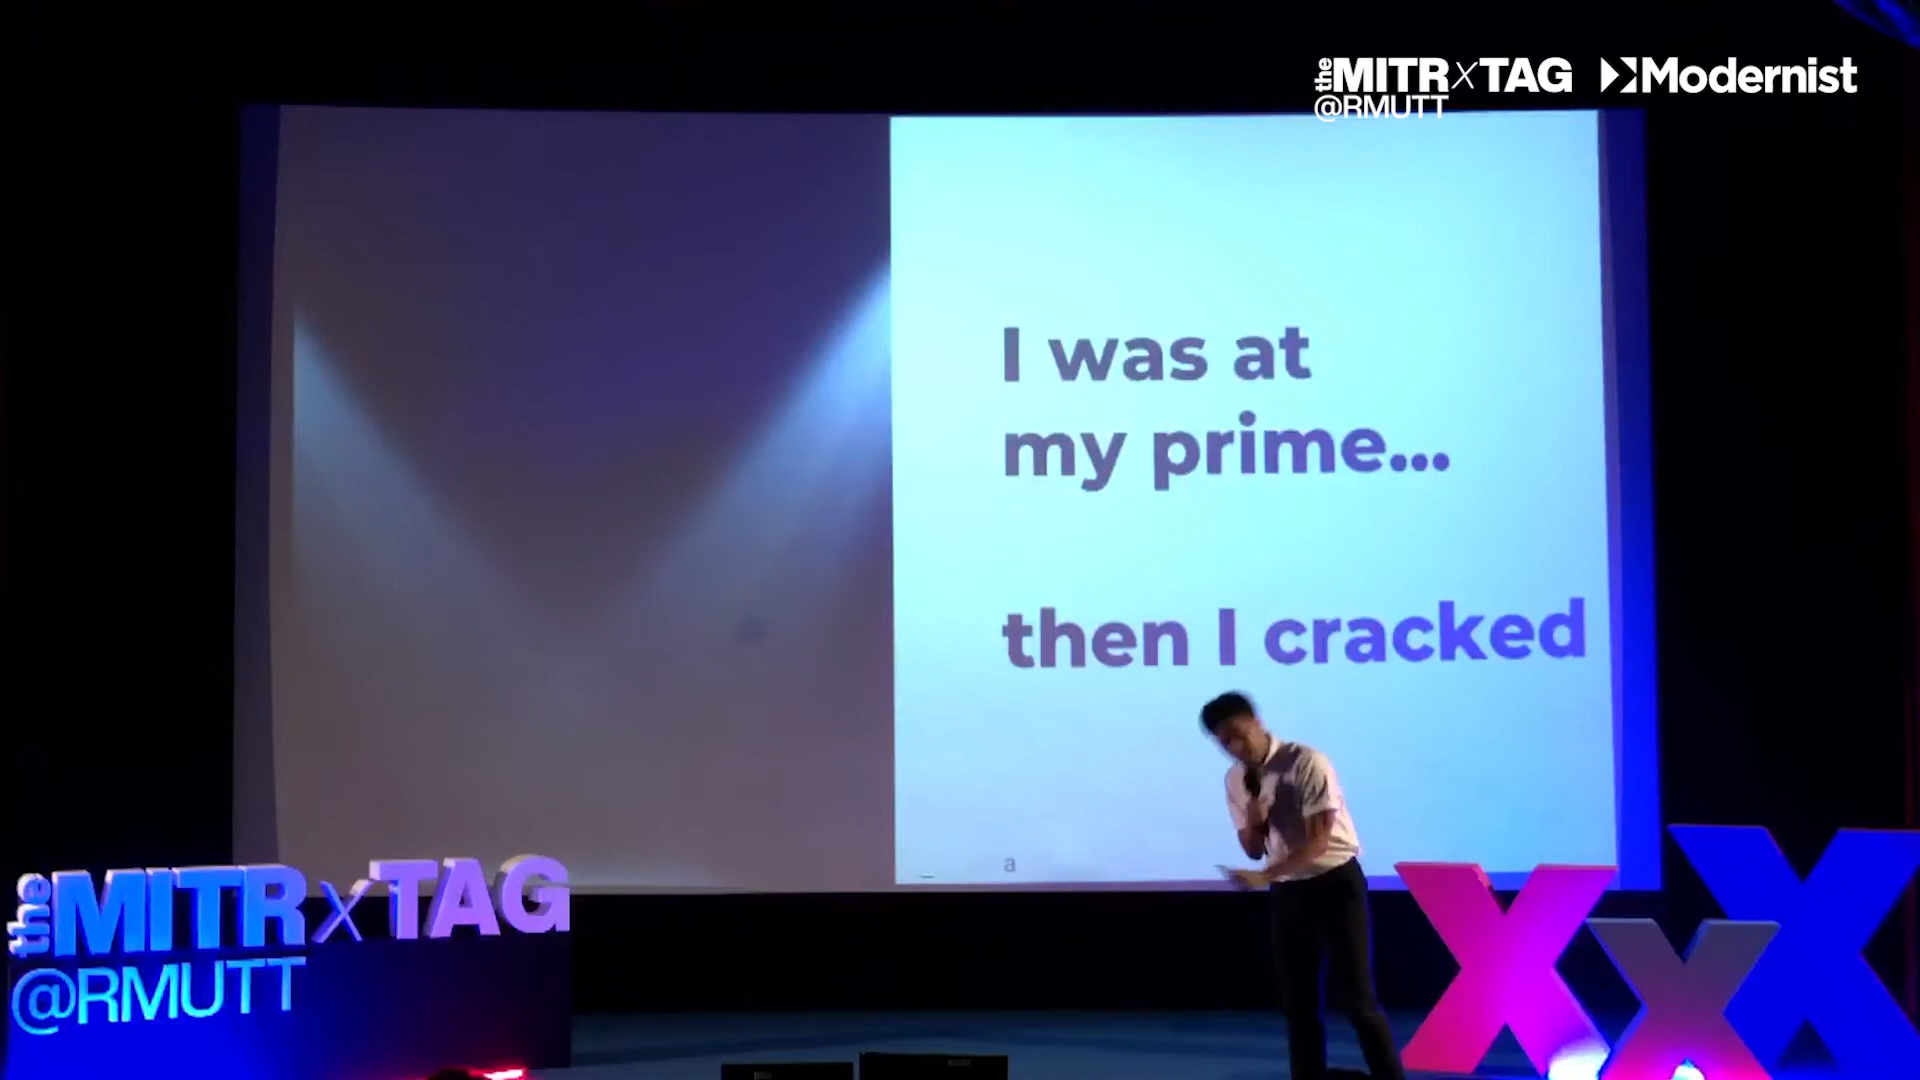 the MITR x TAG
@RMUTT
Modernist
I was at
my prime...
then I cracked
a
the MITR x TAG
@RMUTT
X x X